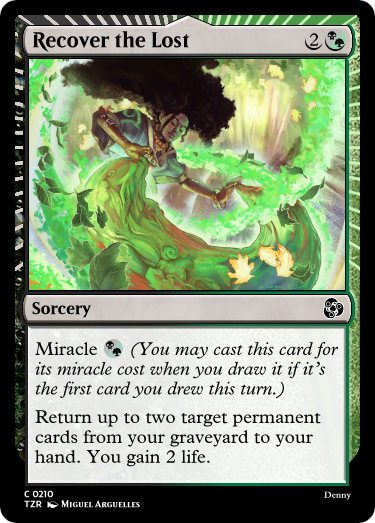 Recover the Lost 2
Sorcery
Miracle (You may cast this card for
its miracle cost when you draw it if it's
the first card you drew this turn.)
Return up to two target permanent
cards from your graveyard to your
hand. You gain 2 life.
C 0210
Denny
TZR Miguel Arguelles